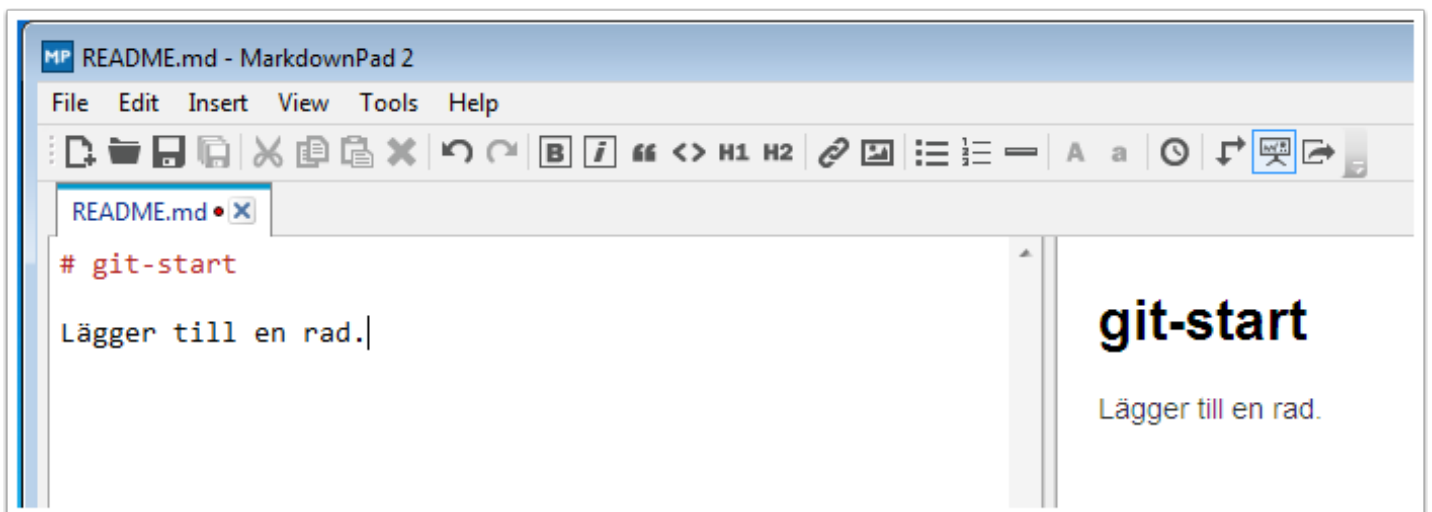 MP README.md - MarkdownPad 2
File Edit Insert View Tools Help
B i “ <> H1 H2 A a
README.md
# git-start
Lägger till en rad.
git-start
Lägger till en rad.